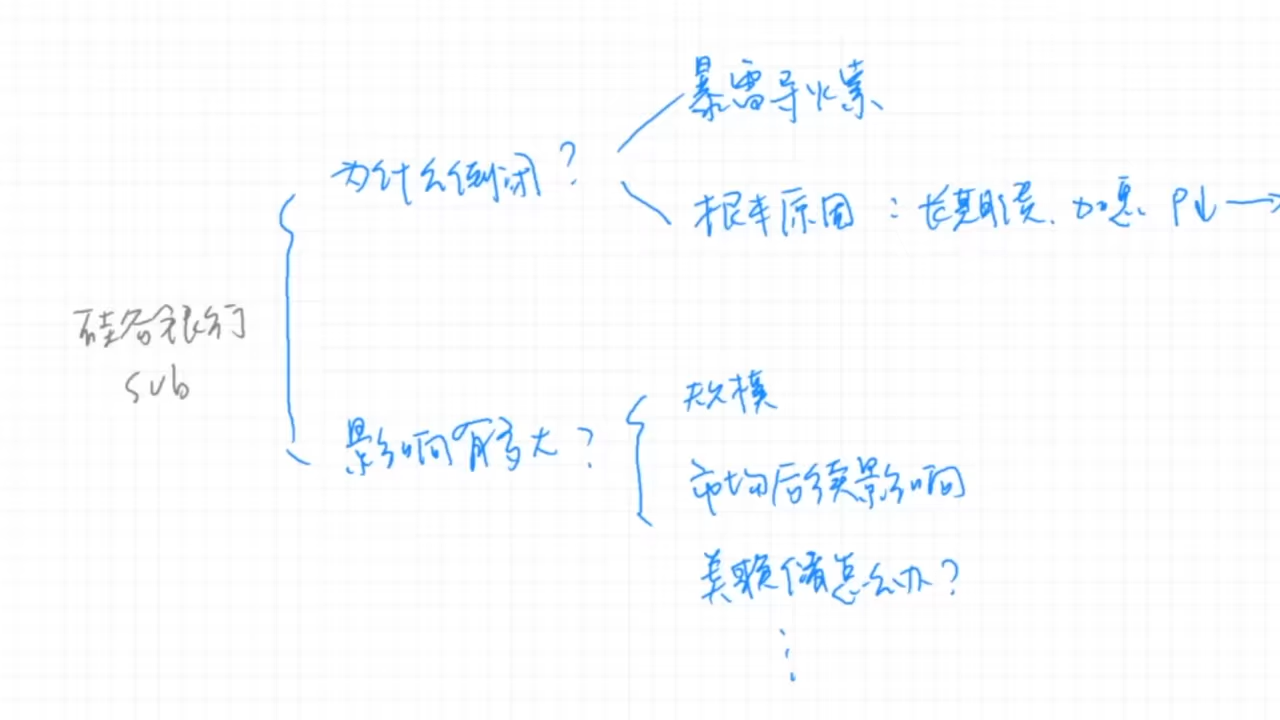 暴雷导火索
为什么倒闭?
根本原因:长期债.加息.P↓→
硅谷银行
SVB
规模
影响有多大?
市场后续影响
美联储怎么办?
⋮